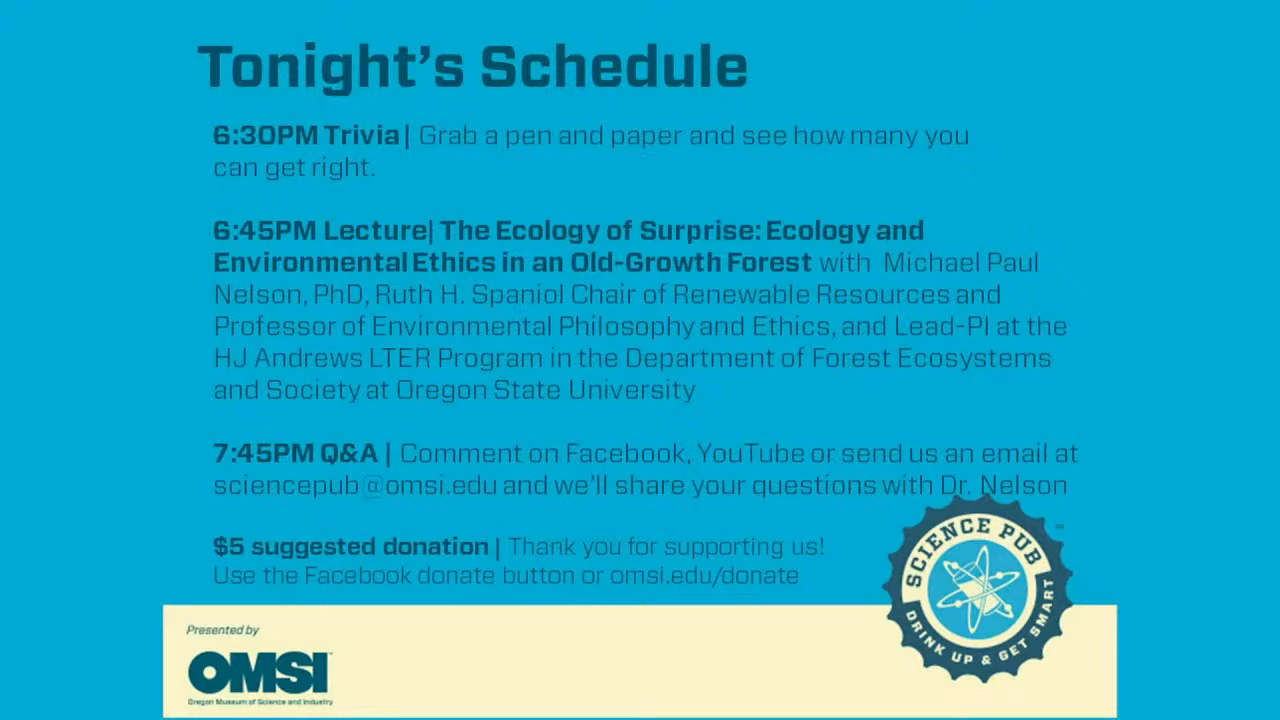 Tonight’s Schedule
6:30PM Trivia| Grab a pen and paper and see how many you
can get right.
6:45PM Lecture| The Ecology of Surprise: Ecology and
Environmental Ethics in an Old-Growth Forest with Michael Paul
Nelson, PhD, Ruth H. Spaniol Chair of Renewable Resources and
Professor of Environmental Philosophy and Ethics, and Lead-PI at the
HJ Andrews LTER Program in the Department of Forest Ecosystems
and Society at Oregon State University
7:45PM Q&A | Comment on Facebook, YouTube or send us an email at
sciencepub@omsi.edu and we’ll share your questions with Dr. Nelson
$5 suggested donation | Thank you for supporting us!
Use the Facebook donate button or omsi.edu/donate
SCIENCE PUB
DRINK UP & GET SMART
Presented by
OMSI
Oregon Museum of Science and Industry